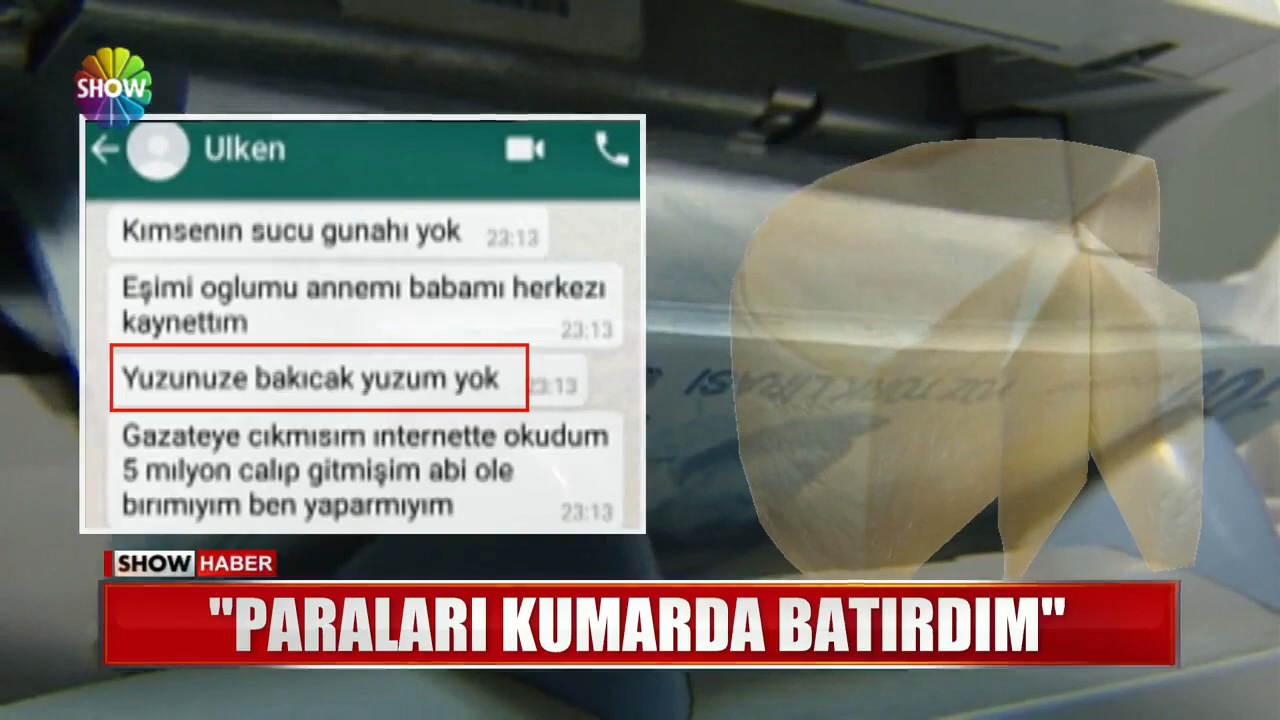 SHOW
Ulken
Kımsenın sucu gunahı yok 23:13
Eşimi oglumu annemı babamı herkezı
kaynettım 23:13
Yuzunuze bakıcak yuzum yok 23:13
Gazateye cıkmısım ınternette okudum
5 mılyon calıp gitmişim abi ole
bırımıyım ben yaparmıyım 23:13
SHOW HABER
"PARALARI KUMARDA BATIRDIM"